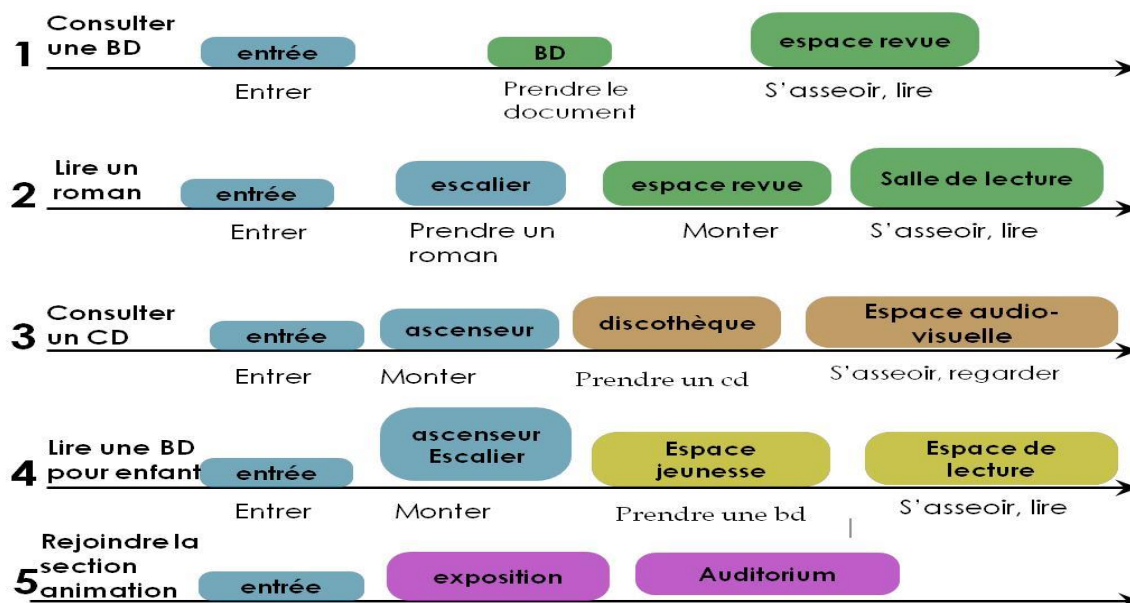 Consulter
une BD
1
entrée
BD
espace revue
Entrer
Prendre le
document
S'asseoir, lire
Lire un
roman
2
entrée
escalier
espace revue
Salle de lecture
Entrer
Prendre un
roman
Monter
S'asseoir, lire
Consulter
un CD
3
entrée
ascenseur
discothèque
Espace audio-
visuelle
Entrer
Monter
Prendre un cd
S'asseoir, regarder
Lire une BD
pour enfant
4
entrée
ascenseur
Escalier
Espace
jeunesse
Espace de
lecture
Entrer
Monter
Prendre une bd
S'asseoir, lire
Rejoindre la
section
animation
5
entrée
exposition
Auditorium